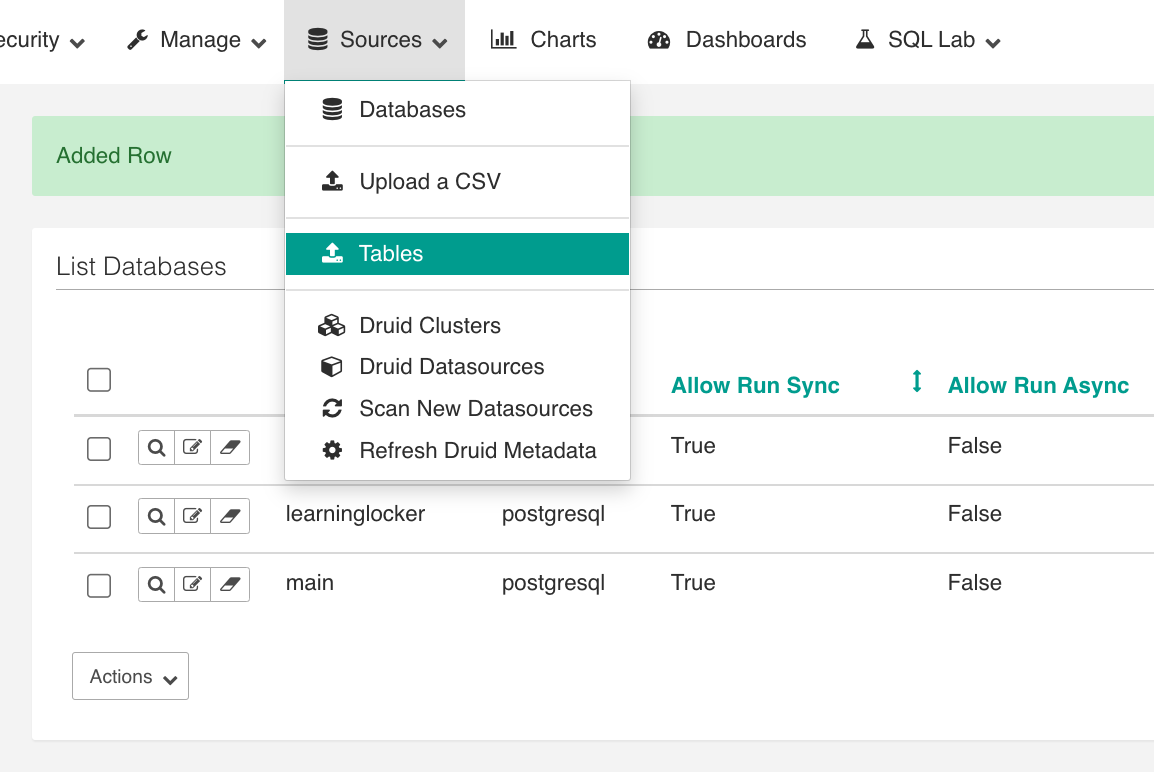 ecurity Manage Sources Charts Dashboards SQL Lab
Databases
Added Row
Upload a CSV
Tables
List Databases
Druid Clusters
Druid Datasources
Allow Run Sync Allow Run Async
Scan New Datasources
Refresh Druid Metadata
True False
learninglocker postgresql True False
main postgresql True False
Actions